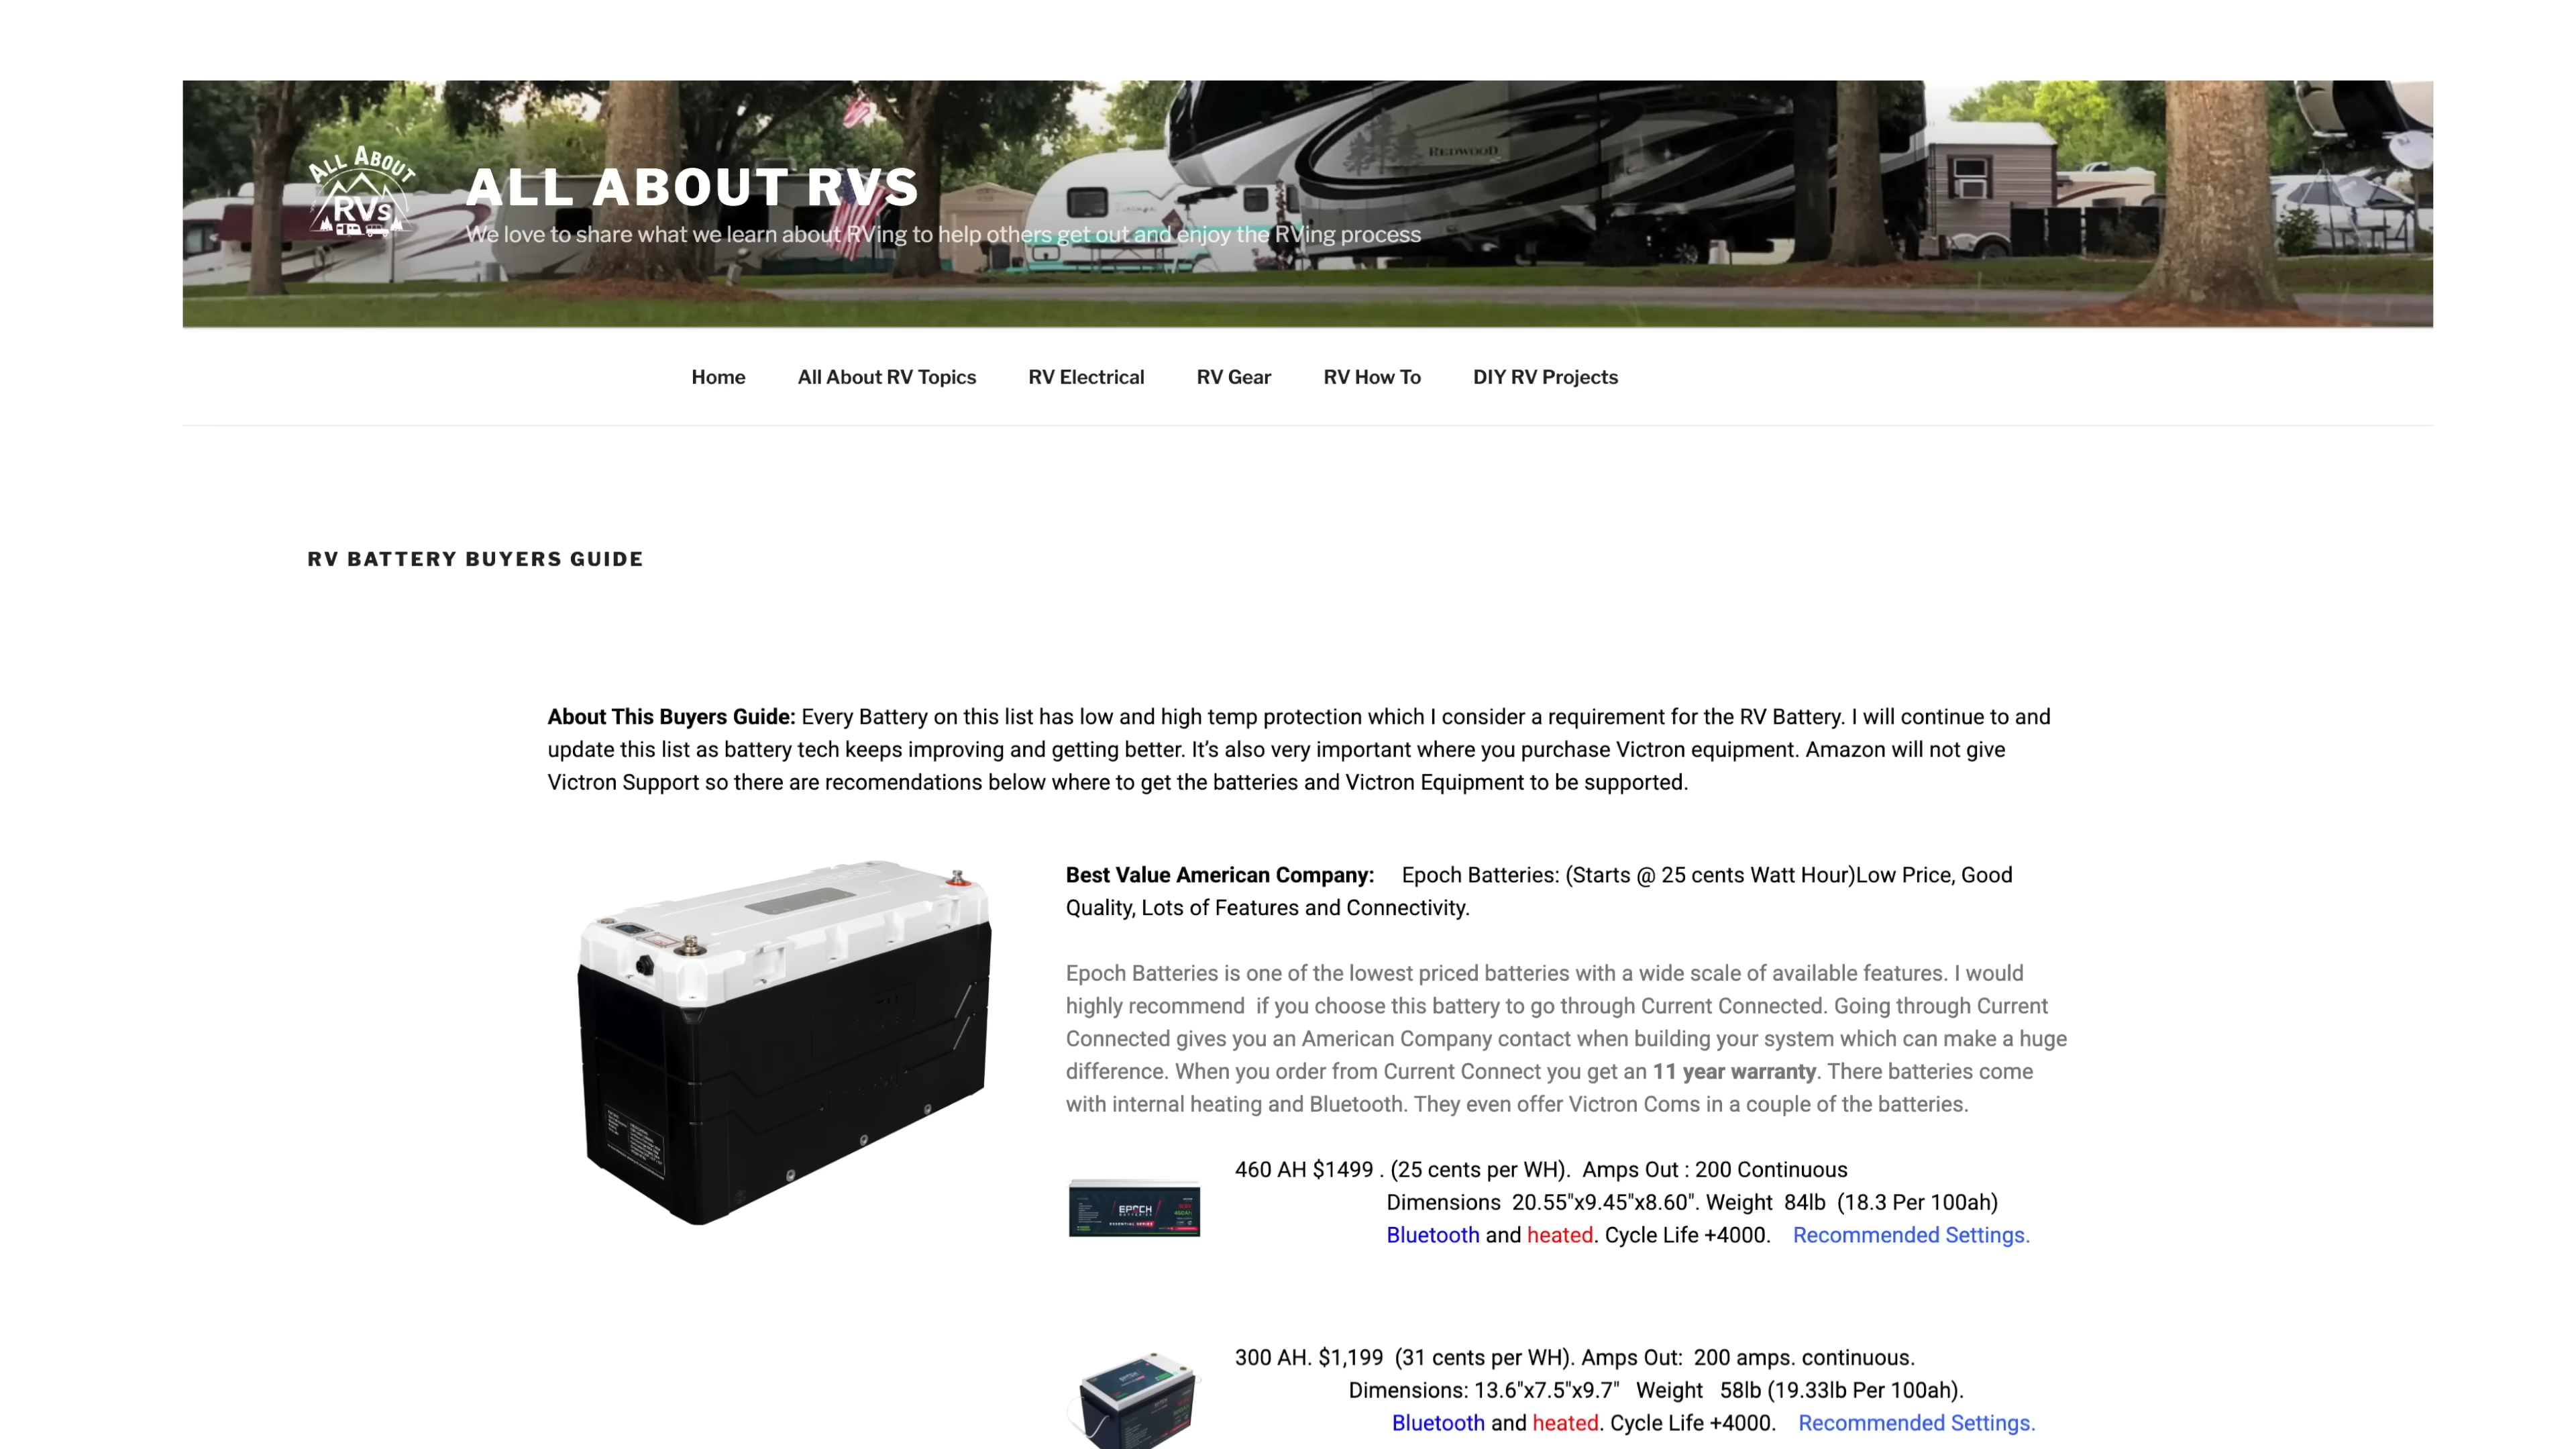 ALL ABOUT
RVs
ALL ABOUT RVS
We love to share what we learn about RVing to help others get out and enjoy the RVing process
REDWOOD
Home All About RV Topics RV Electrical RV Gear RV How To DIY RV Projects
RV BATTERY BUYERS GUIDE
About This Buyers Guide: Every Battery on this list has low and high temp protection which I consider a requirement for the RV Battery. I will continue to and
update this list as battery tech keeps improving and getting better. It’s also very important where you purchase Victron equipment. Amazon will not give
Victron Support so there are recomendations below where to get the batteries and Victron Equipment to be supported.
Best Value American Company: Epoch Batteries: (Starts @ 25 cents Watt Hour)Low Price, Good
Quality, Lots of Features and Connectivity.
Epoch Batteries is one of the lowest priced batteries with a wide scale of available features. I would
highly recommend if you choose this battery to go through Current Connected. Going through Current
Connected gives you an American Company contact when building your system which can make a huge
difference. When you order from Current Connect you get an 11 year warranty. There batteries come
with internal heating and Bluetooth. They even offer Victron Coms in a couple of the batteries.
EPOCH
BATTERIES
ESSENTIAL SERIES
460 AH $1499 . (25 cents per WH). Amps Out : 200 Continuous
Dimensions 20.55"x9.45"x8.60". Weight 84lb (18.3 Per 100ah)
Bluetooth and heated. Cycle Life +4000. Recommended Settings.
300 AH. $1,199 (31 cents per WH). Amps Out: 200 amps. continuous.
Dimensions: 13.6"x7.5"x9.7" Weight 58lb (19.33lb Per 100ah).
Bluetooth and heated. Cycle Life +4000. Recommended Settings.